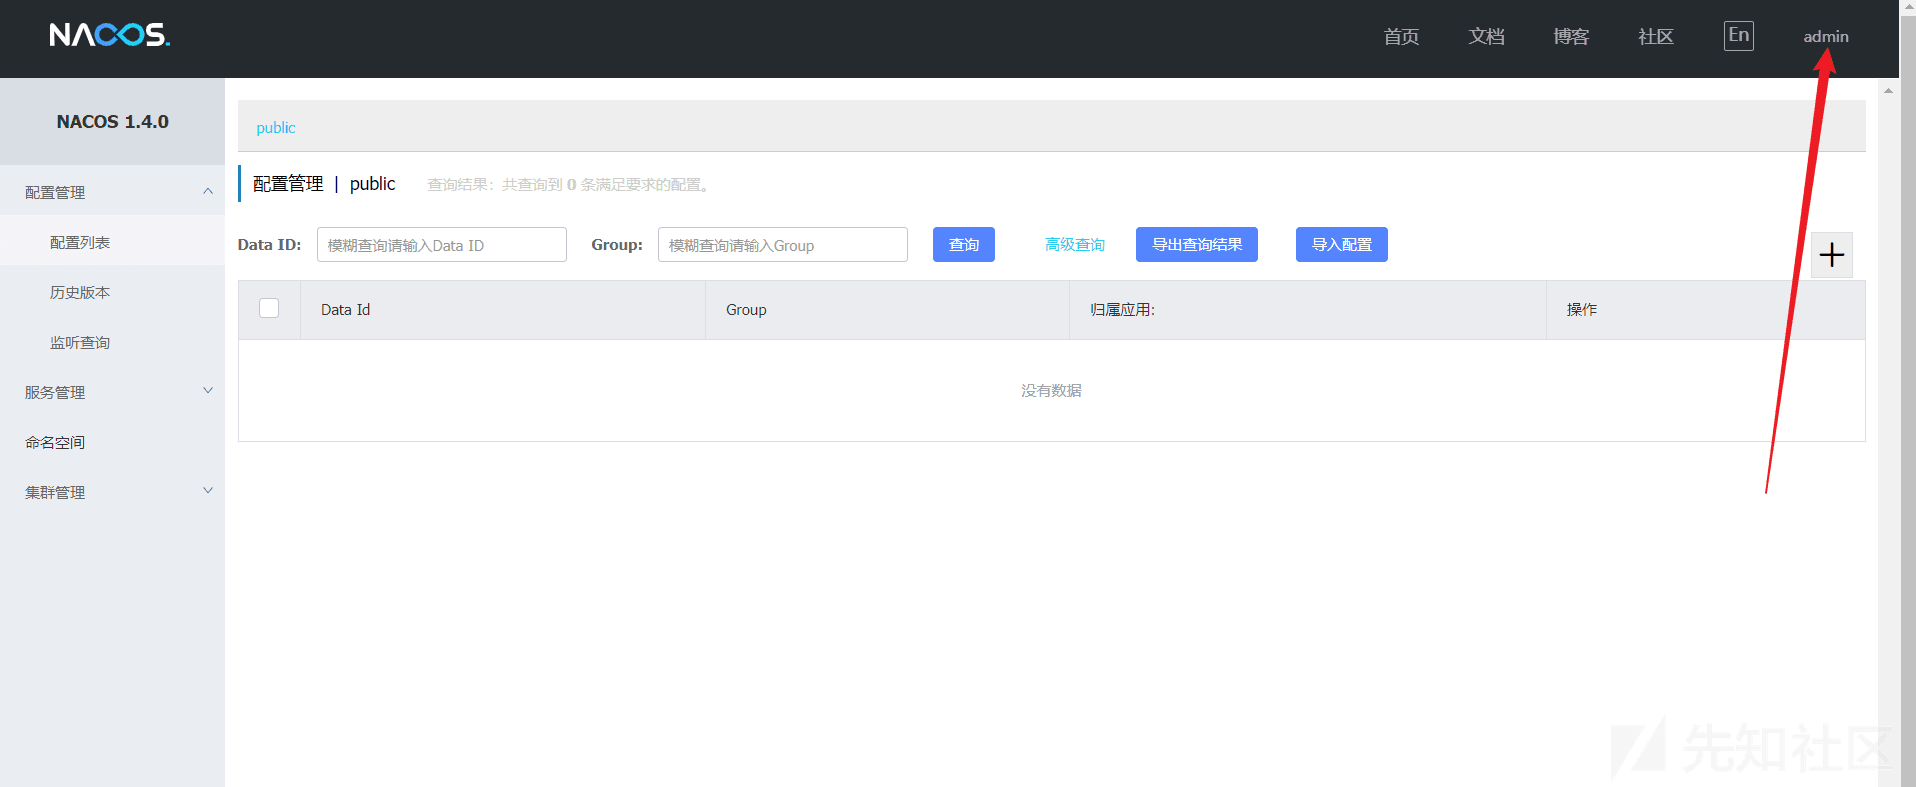 NACOS.
首页 文档 博客 社区 En admin
NACOS 1.4.0
配置管理
配置列表
历史版本
监听查询
服务管理
命名空间
集群管理
public
配置管理 | public 查询结果：共查询到 0 条满足要求的配置。
Data ID: 模糊查询请输入Data ID Group: 模糊查询请输入Group 查询 高级查询 导出查询结果 导入配置
Data Id Group 归属应用: 操作
没有数据
先知社区